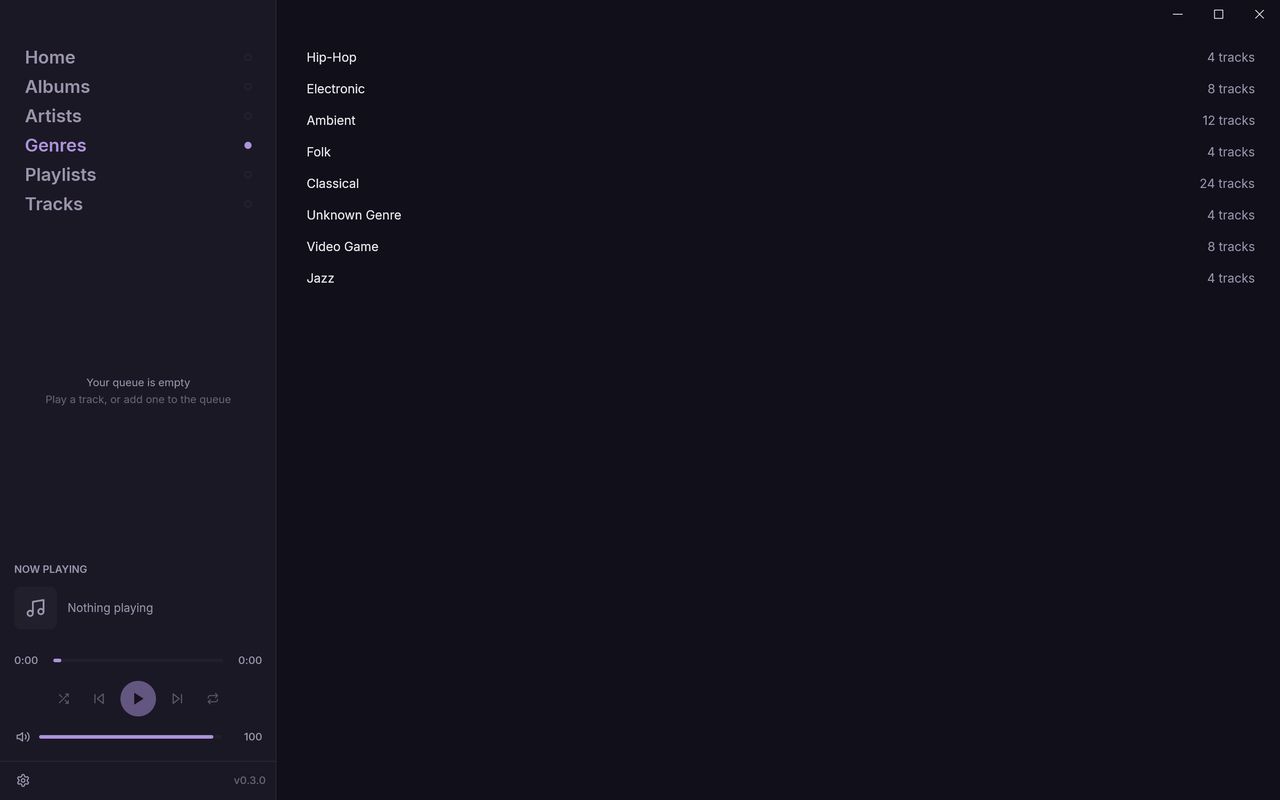 Home
Albums
Artists
Genres
Playlists
Tracks
Your queue is empty
Play a track, or add one to the queue
NOW PLAYING
Nothing playing
0:00 0:00
100
v0.3.0
Hip-Hop 4 tracks
Electronic 8 tracks
Ambient 12 tracks
Folk 4 tracks
Classical 24 tracks
Unknown Genre 4 tracks
Video Game 8 tracks
Jazz 4 tracks